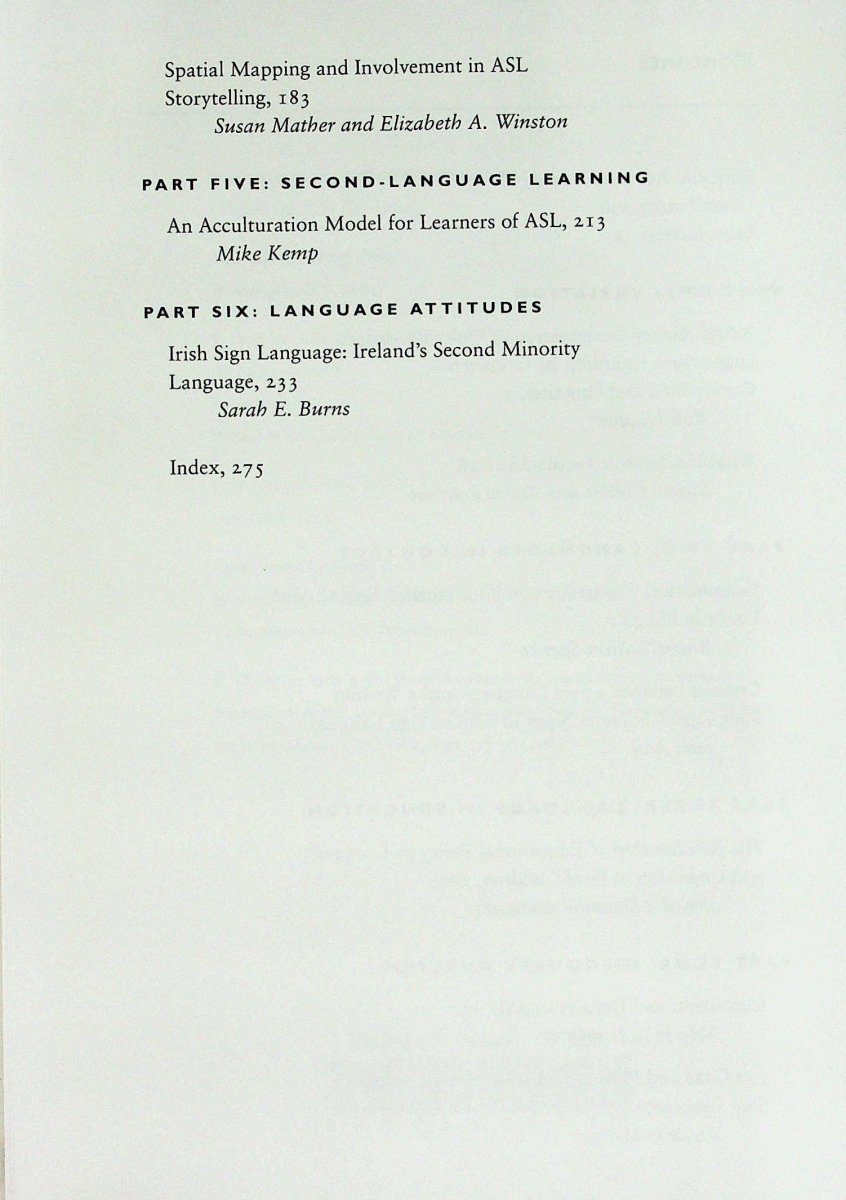 Spatial Mapping and Involvement in ASL
Storytelling, 183
Susan Mather and Elizabeth A. Winston
PART FIVE: SECOND-LANGUAGE LEARNING
An Acculturation Model for Learners of ASL, 213
Mike Kemp
PART SIX: LANGUAGE ATTITUDES
Irish Sign Language: Ireland's Second Minority
Language, 233
Sarah E. Burns
Index, 275